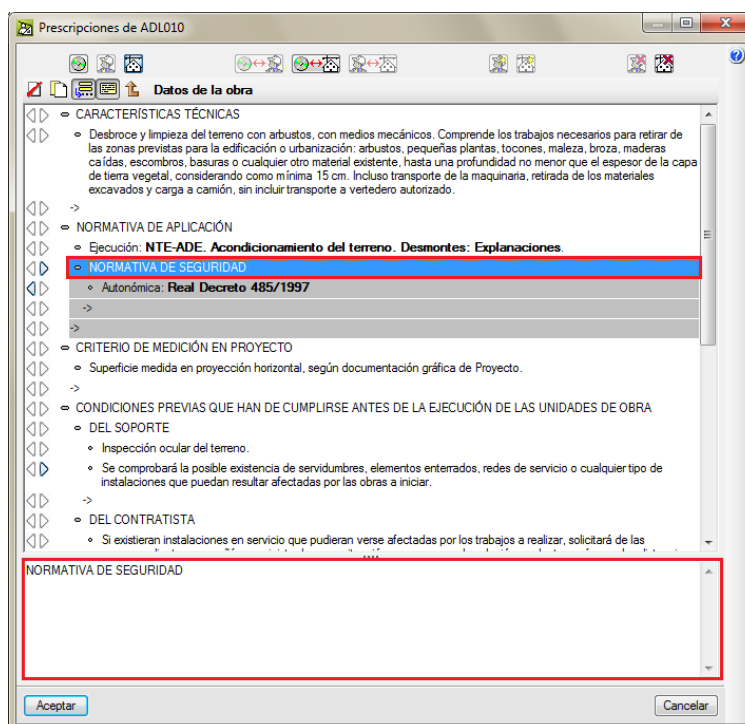 Prescripciones de ADL010
Datos de la obra
CARACTERÍSTICAS TÉCNICAS
Desbroce y limpieza del terreno con arbustos, con medios mecánicos. Comprende los trabajos necesarios para retirar de
las zonas previstas para la edificación o urbanización: arbustos, pequeñas plantas, tocones, maleza, broza, maderas
caídas, escombros, basuras o cualquier otro material existente, hasta una profundidad no menor que el espesor de la capa
de tierra vegetal, considerando como mínima 15 cm. Incluso transporte de la maquinaria, retirada de los materiales
excavados y carga a camión, sin incluir transporte a vertedero autorizado.
->
NORMATIVA DE APLICACIÓN
Ejecución: NTE-ADE. Acondicionamiento del terreno. Desmontes: Explanaciones.
NORMATIVA DE SEGURIDAD
Autonómica: Real Decreto 485/1997
->
->
CRITERIO DE MEDICIÓN EN PROYECTO
Superficie medida en proyección horizontal, según documentación gráfica de Proyecto.
->
CONDICIONES PREVIAS QUE HAN DE CUMPLIRSE ANTES DE LA EJECUCIÓN DE LAS UNIDADES DE OBRA
DEL SOPORTE
Inspección ocular del terreno.
Se comprobará la posible existencia de servidumbres, elementos enterrados, redes de servicio o cualquier tipo de
instalaciones que puedan resultar afectadas por las obras a iniciar.
->
DEL CONTRATISTA
Si existieran instalaciones en servicio que pudieran verse afectadas por los trabajos a realizar, solicitará de las
NORMATIVA DE SEGURIDAD
Aceptar
Cancelar